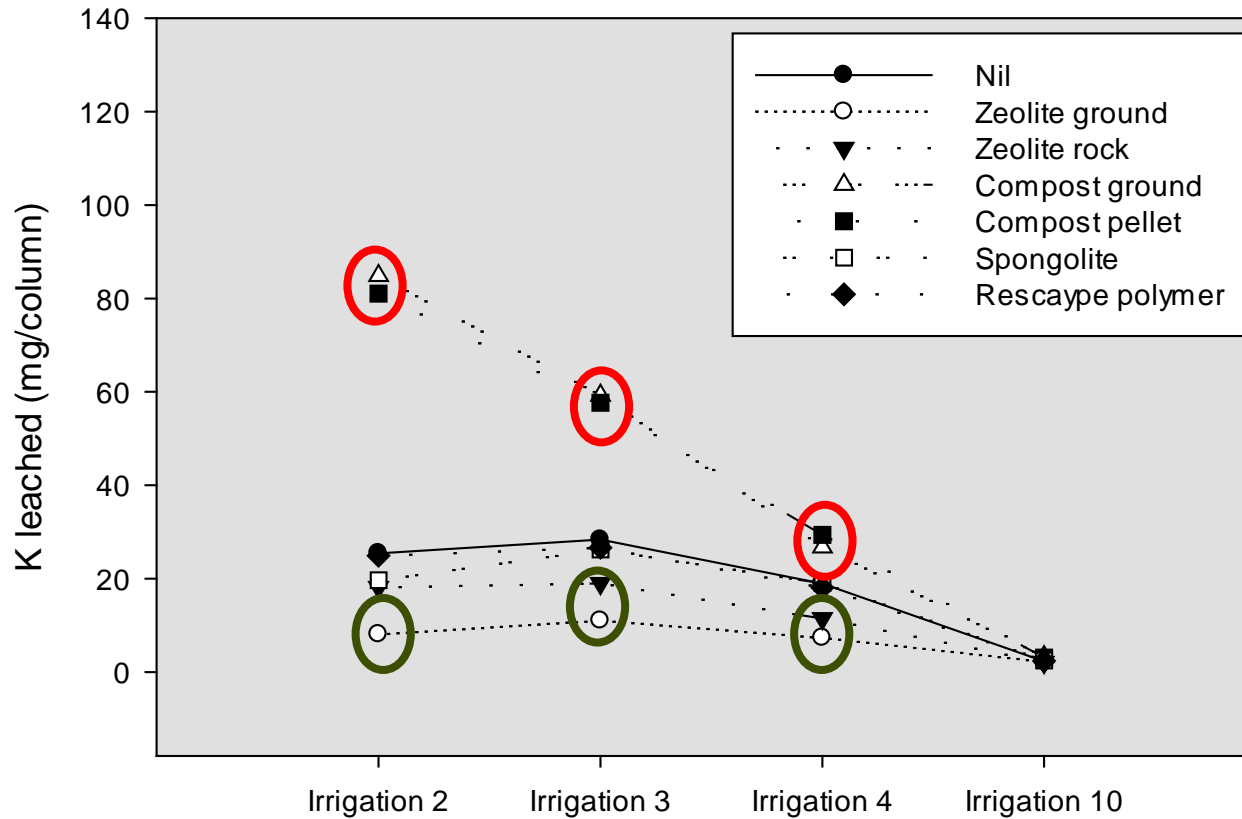 140
120
100
80
60
40
20
0
K leached (mg/column)
Nil
Zeolite ground
Zeolite rock
Compost ground
Compost pellet
Spongolite
Rescaype polymer
Irrigation 2 Irrigation 3 Irrigation 4 Irrigation 10